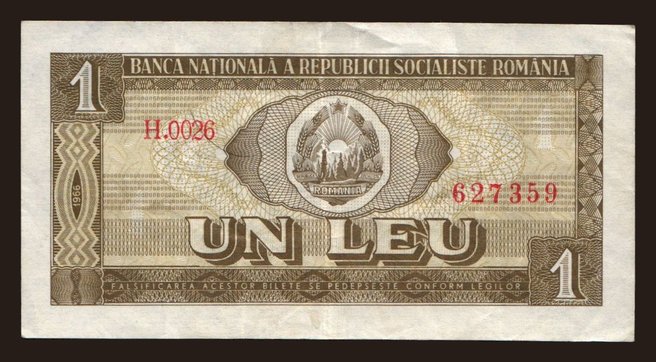 1
BANCA NATIONALĂ A REPUBLICII SOCIALISTE ROMÂNIA
H.0026
ROMANIA
1966
627359
UN LEU
1
FALSIFICAREA ACESTOR BILETE SE PEDEPSEȘTE CONFORM LEGILOR